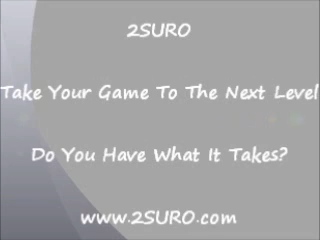 2SURO
Take Your Game To The Next Level
Do You Have What It Takes?
www.2SURO.com